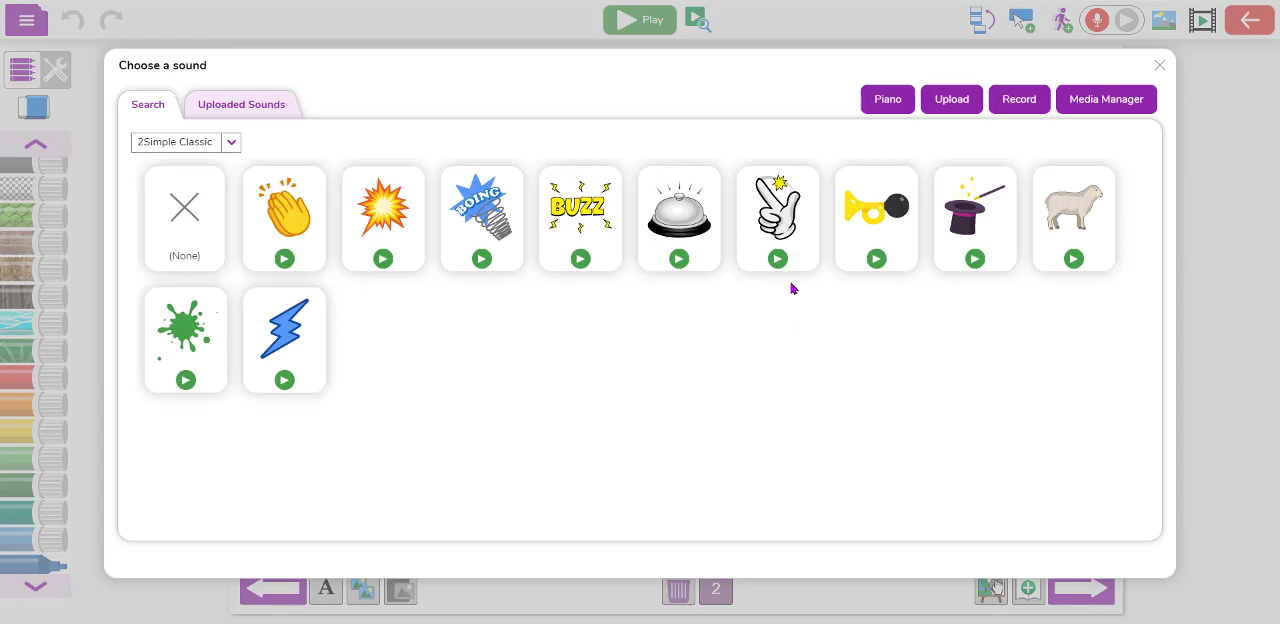 Play
Choose a sound
Search
Uploaded Sounds
Piano
Upload
Record
Media Manager
2Simple Classic
(None)
BOING
BUZZ
A
2